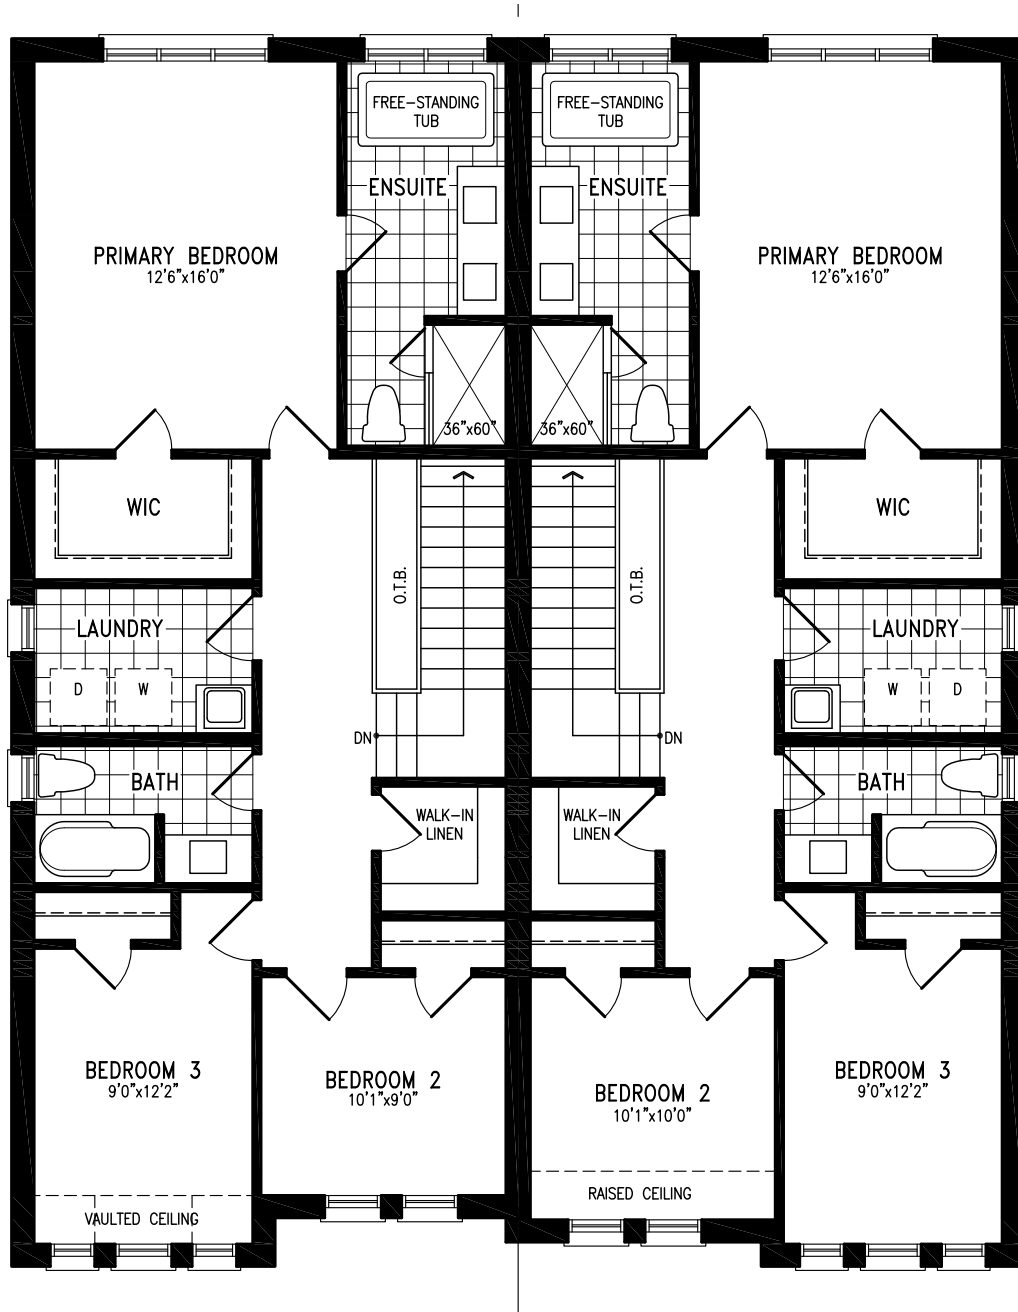 FREE-STANDING
TUB
FREE-STANDING
TUB
ENSUITE
ENSUITE
PRIMARY BEDROOM
12'6"x16'0"
PRIMARY BEDROOM
12'6"x16'0"
36"x60"
36"x60"
WIC
WIC
O.T.B.
O.T.B.
LAUNDRY
LAUNDRY
D
W
W
D
DN
DN
BATH
BATH
WALK-IN
LINEN
WALK-IN
LINEN
BEDROOM 3
9'0"x12'2"
BEDROOM 2
10'1"x9'0"
BEDROOM 2
10'1"x10'0"
BEDROOM 3
9'0"x12'2"
VAULTED CEILING
RAISED CEILING